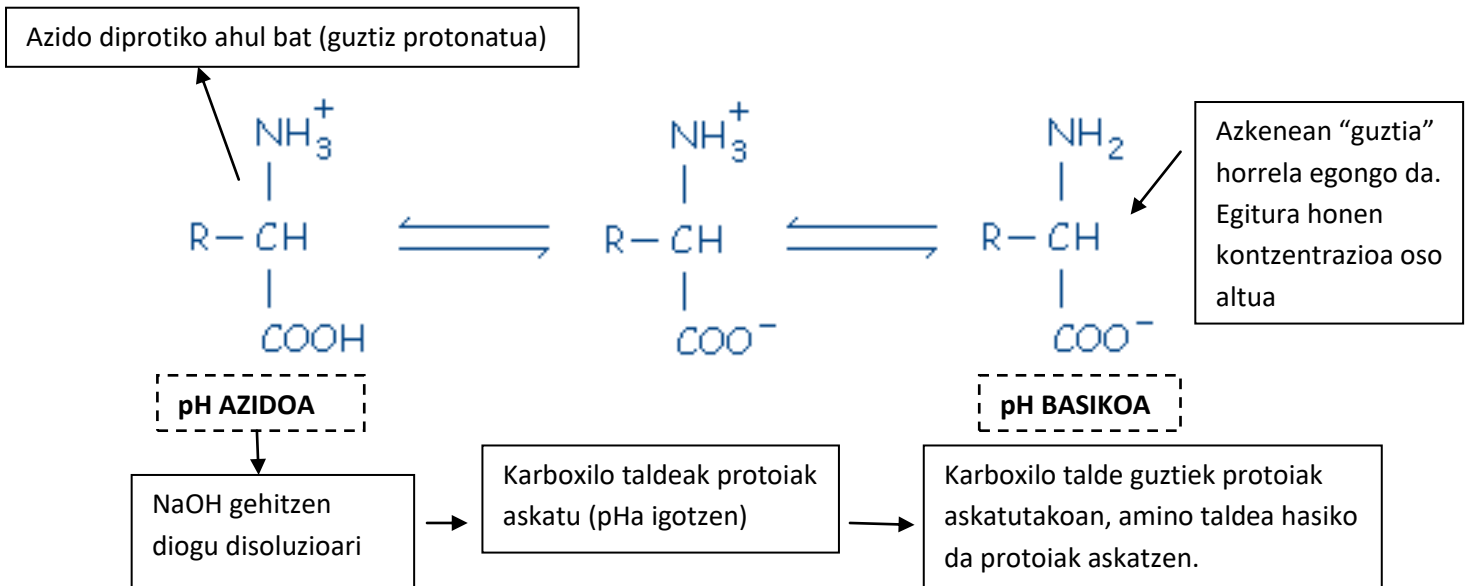 Azido diprotiko ahul bat (guztiz protonatua)
NH3+
R— CH
COOH
NH3+
R— CH
COO−
NH2
R— CH
COO−
Azkenean “guztia”
horrela egongo da.
Egitura honen
kontzentrazioa oso
altua
pH AZIDOA
pH BASIKOA
NaOH gehitzen
diogu disoluzioari
Karboxilo taldeak protoiak
askatu (pHa igotzen)
Karboxilo talde guztiek protoiak
askatutakoan, amino taldea hasiko
da protoiak askatzen.